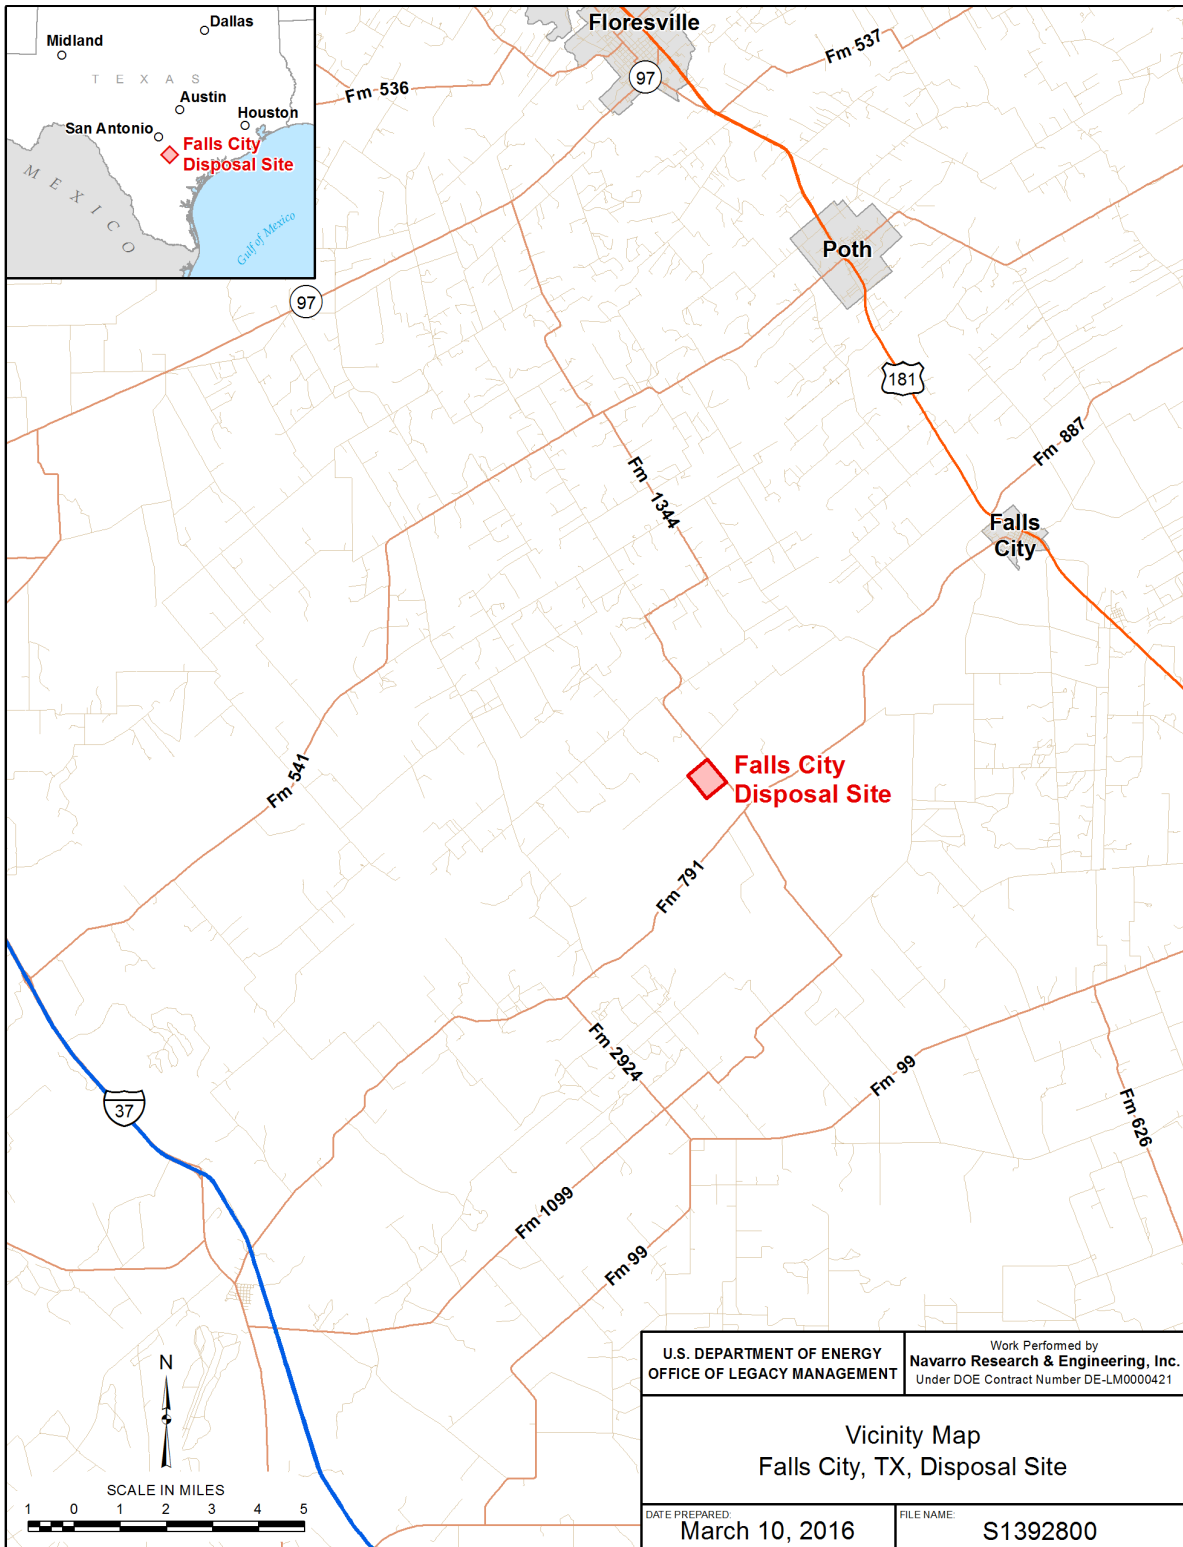 Dallas
Midland
TEXAS
Austin
Houston
San Antonio
Falls City
Disposal Site
MEXICO
Gulf of Mexico
Floresville
97
Fm 537
Fm 536
97
Poth
181
Fm 887
Fm 1344
Falls
City
Fm 541
Falls City
Disposal Site
Fm 791
Fm 2924
Fm 99
Fm 626
37
Fm 1099
Fm 99
N
SCALE IN MILES
1 0 1 2 3 4 5
U.S. DEPARTMENT OF ENERGY
OFFICE OF LEGACY MANAGEMENT
Work Performed by
Navarro Research & Engineering, Inc.
Under DOE Contract Number DE-LM0000421
Vicinity Map
Falls City, TX, Disposal Site
DATE PREPARED:
March 10, 2016
FILE NAME:
S1392800